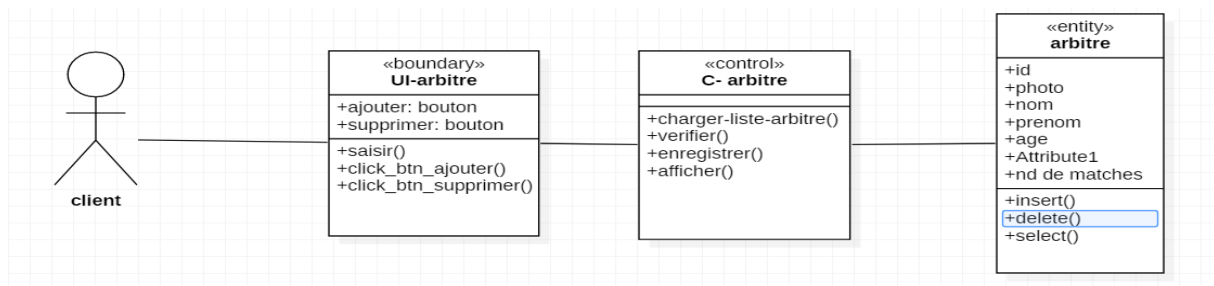 client
«boundary»
UI-arbitre
+ajouter: bouton
+supprimer: bouton
+saisir()
+click_btn_ajouter()
+click_btn_supprimer()
«control»
C- arbitre
+charger-liste-arbitre()
+verifier()
+enregistrer()
+afficher()
«entity»
arbitre
+id
+photo
+nom
+prenom
+age
+Attribute1
+nd de matches
+insert()
+delete()
+select()